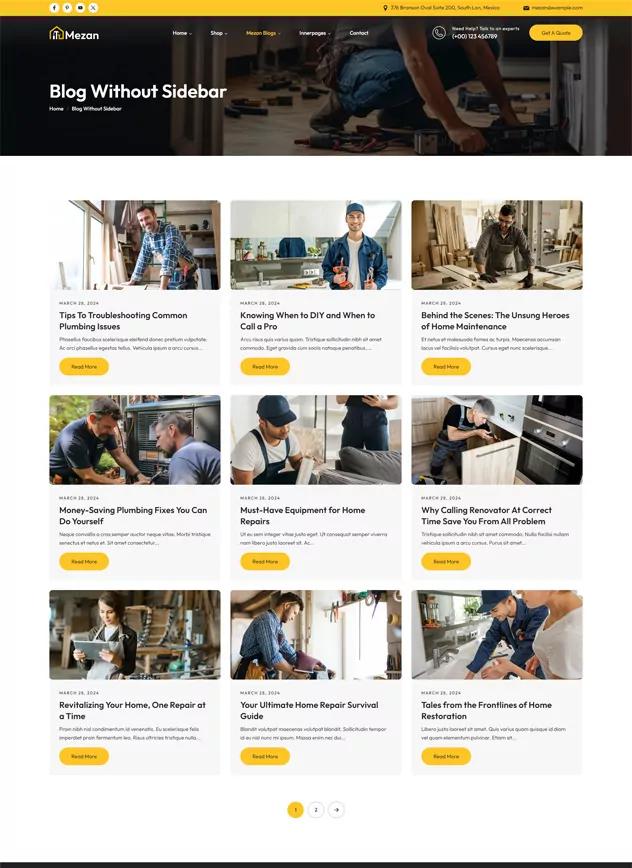 376 Branson Oval Suite 200, South Lon, Mexico
mezan@example.com
Mezan
Home
Shop
Mezan Blogs
Innerpages
Contact
Need Help? Talk to an experts
(+00) 123 456789
Get A Quote
Blog Without Sidebar
Home / Blog Without Sidebar
MARCH 28, 2024
Tips To Troubleshooting Common
Plumbing Issues
Phasellus faucibus scelerisque eleifend donec pretium vulputate.
Ac orci phasellus egestas tellus. Vehicula ipsum a arcu cursus...
Read More
MARCH 28, 2024
Knowing When to DIY and When to
Call a Pro
Arcu risus quis varius quam. Tristique sollicitudin nibh sit amet
commodo. Eget gravida cum sociis natoque penatibus,...
Read More
MARCH 28, 2024
Behind the Scenes: The Unsung Heroes
of Home Maintenance
Et netus et malesuada fames ac turpis. Maecenas accumsan
lacus vel facilisis volutpat. Cursus eget nunc scelerisque...
Read More
MARCH 28, 2024
Money-Saving Plumbing Fixes You Can
Do Yourself
Neque convallis a cras semper auctor neque vitae. Morbi tristique
senectus et netus et. Sit amet consectetur...
Read More
MARCH 28, 2024
Must-Have Equipment for Home
Repairs
Ut eu sem integer vitae justo eget. Ut consequat semper viverra
nam libero justo laoreet sit. Ac...
Read More
MARCH 28, 2024
Why Calling Renovator At Correct
Time Save You From All Problem
Tristique sollicitudin nibh sit amet commodo. Nulla facilisi nullam
vehicula ipsum a arcu cursus. Purus sit amet...
Read More
MARCH 28, 2024
Revitalizing Your Home, One Repair at
a Time
Proin nibh nisl condimentum id venenatis. Eu scelerisque felis
imperdiet proin fermentum leo. Risus ultricies tristique nulla...
Read More
MARCH 28, 2024
Your Ultimate Home Repair Survival
Guide
Blandit volutpat maecenas volutpat blandit. Sollicitudin tempor
id eu nisl nunc mi ipsum. Massa enim nec dui...
Read More
MARCH 28, 2024
Tales from the Frontlines of Home
Restoration
Libero justo laoreet sit amet. Quis varius quam quisque id diam
vel quam elementum pulvinar. Etiam sit...
Read More
1
2